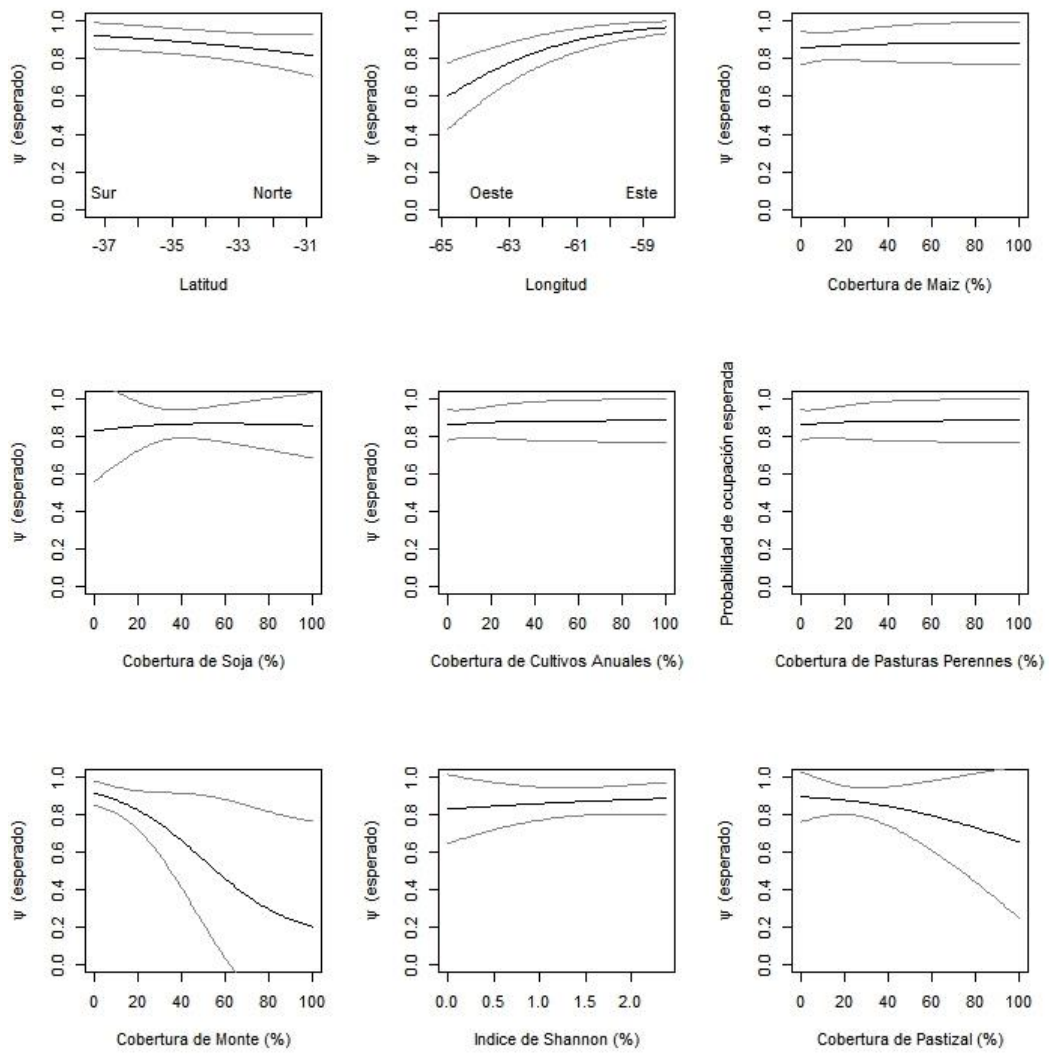 ψ (esperado)
0.0 0.2 0.4 0.6 0.8 1.0
Sur Norte
-37 -35 -33 -31
Latitud
ψ (esperado)
0.0 0.2 0.4 0.6 0.8 1.0
Oeste Este
-65 -63 -61 -59
Longitud
ψ (esperado)
0.0 0.2 0.4 0.6 0.8 1.0
0 20 40 60 80 100
Cobertura de Maiz (%)
ψ (esperado)
0.0 0.2 0.4 0.6 0.8 1.0
0 20 40 60 80 100
Cobertura de Soja (%)
ψ (esperado)
0.0 0.2 0.4 0.6 0.8 1.0
0 20 40 60 80 100
Cobertura de Cultivos Anuales (%)
Probabilidad de ocupación esperada
0.0 0.2 0.4 0.6 0.8 1.0
0 20 40 60 80 100
Cobertura de Pasturas Perennes (%)
ψ (esperado)
0.0 0.2 0.4 0.6 0.8 1.0
0 20 40 60 80 100
Cobertura de Monte (%)
ψ (esperado)
0.0 0.2 0.4 0.6 0.8 1.0
0.0 0.5 1.0 1.5 2.0
Indice de Shannon (%)
ψ (esperado)
0.0 0.2 0.4 0.6 0.8 1.0
0 20 40 60 80 100
Cobertura de Pastizal (%)